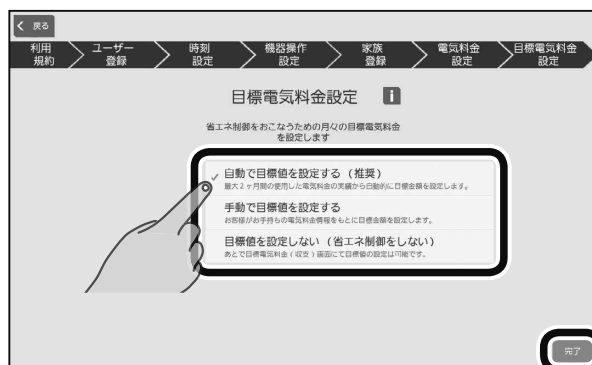 戻る
利用
規約
ユーザー
登録
時刻
設定
機器操作
設定
家族
登録
電気料金
設定
目標電気料金
設定
目標電気料金設定
i
省エネ制御をおこなうための月々の目標電気料金
を設定します
自動で目標値を設定する（推奨）
最大2ヶ月間の使用した電気料金の実績から自動的に目標金額を設定します。
手動で目標値を設定する
お客様がお手持ちの電気料金情報をもとに目標金額を設定します。
目標値を設定しない（省エネ制御をしない）
あとで目標電気料金（収支）画面にて目標値の設定は可能です。
完了